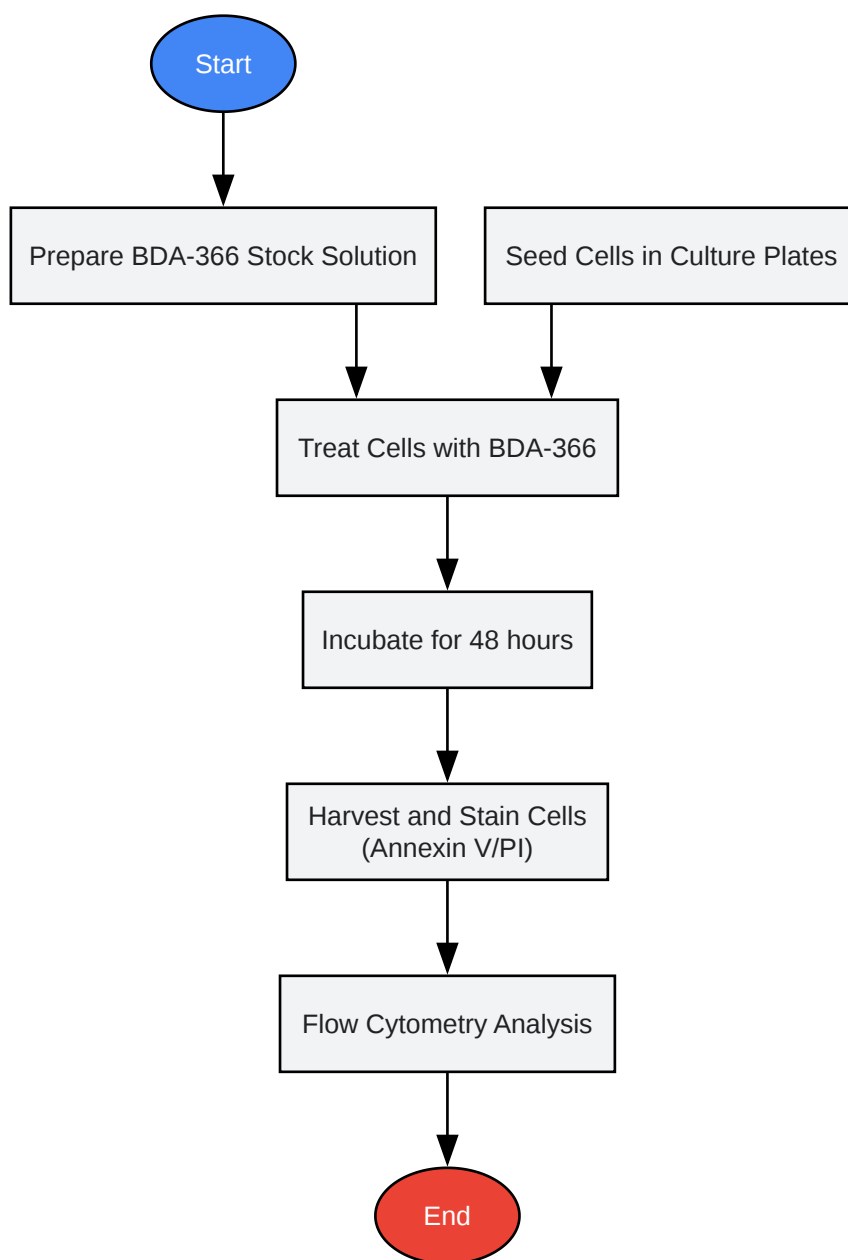 Start
Prepare BDA-366 Stock Solution
Seed Cells in Culture Plates
Treat Cells with BDA-366
Incubate for 48 hours
Harvest and Stain Cells
(Annexin V/PI)
Flow Cytometry Analysis
End